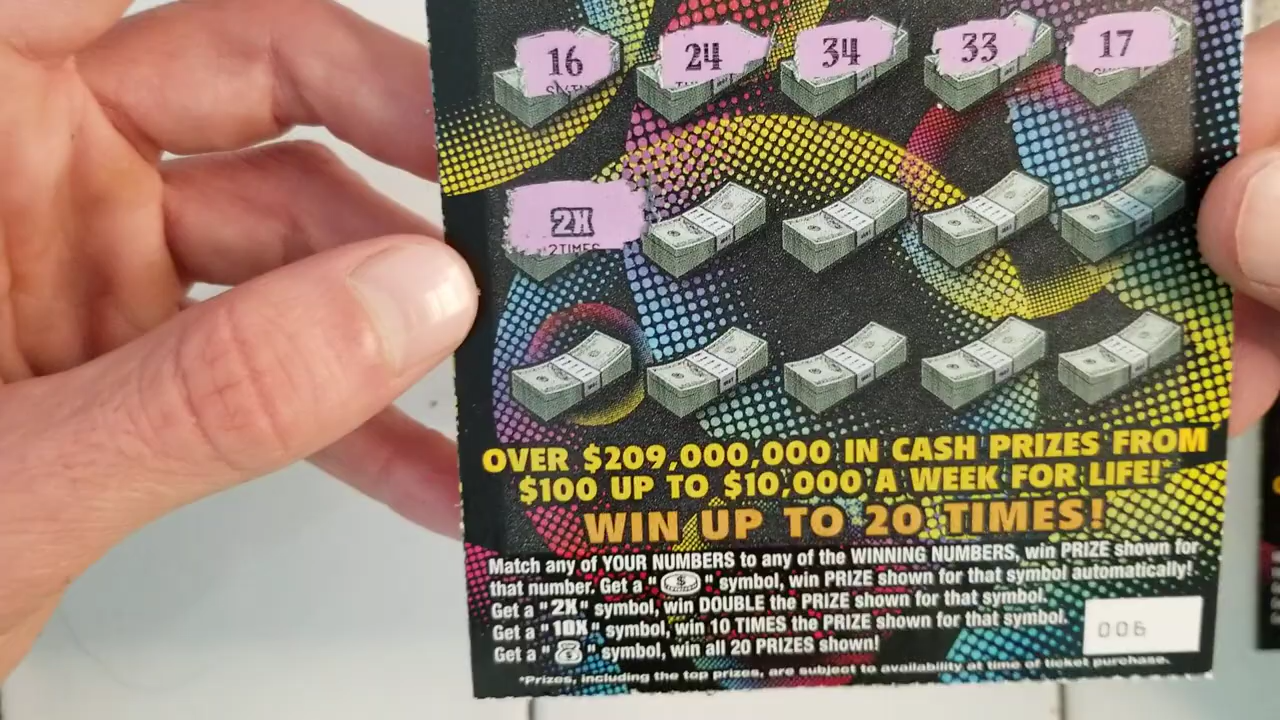 16 24 34 33 17
2X
2TIMES
OVER $209,000,000 IN CASH PRIZES FROM
$100 UP TO $10,000 A WEEK FOR LIFE!*
WIN UP TO 20 TIMES!
Match any of YOUR NUMBERS to any of the WINNING NUMBERS, win PRIZE shown for
that number. Get a " $ " symbol, win PRIZE shown for that symbol automatically!
Get a "2X" symbol, win DOUBLE the PRIZE shown for that symbol.
Get a "10X" symbol, win 10 TIMES the PRIZE shown for that symbol.
Get a " $ " symbol, win all 20 PRIZES shown!
006
*Prizes, including the top prizes, are subject to availability at time of ticket purchase.